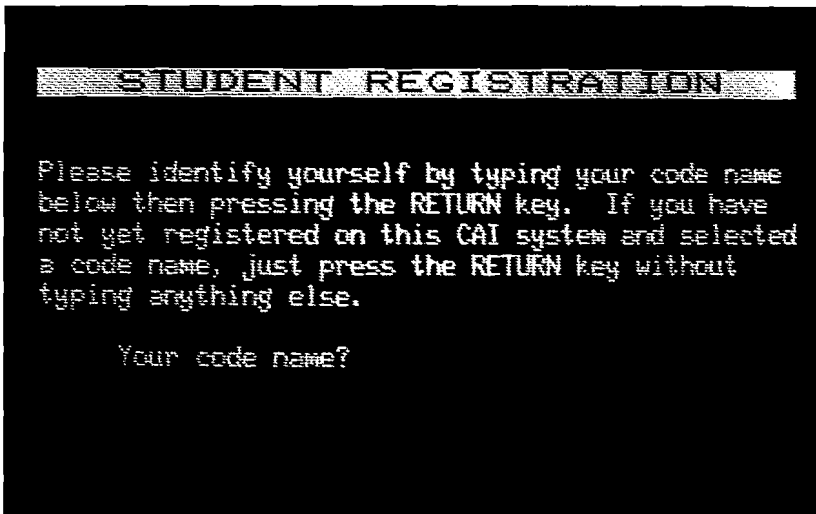 STUDENT REGISTRATION
Please identify yourself by typing your code name
below then pressing the RETURN key. If you have
not yet registered on this CAI system and selected
a code name, just press the RETURN key without
typing anything else.
Your code name?